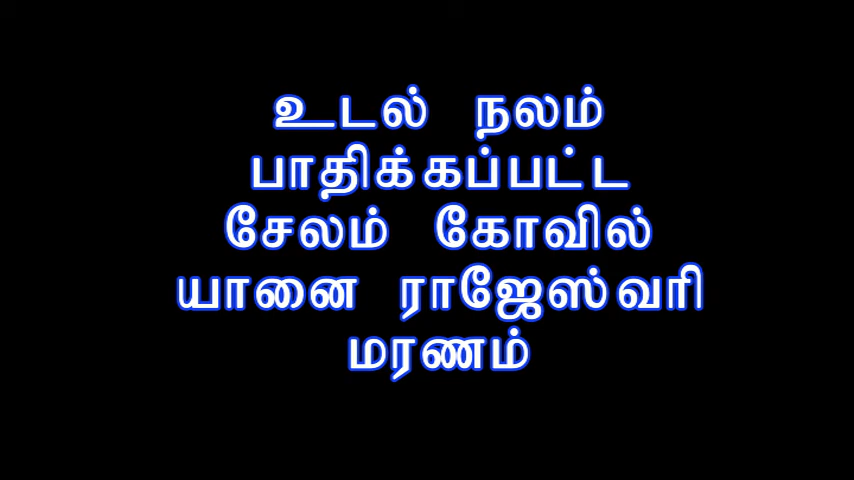 உடல் நலம்
பாதிக்கப்பட்ட
சேலம் கோவில்
யானை ராஜேஸ்வரி
மரணம்